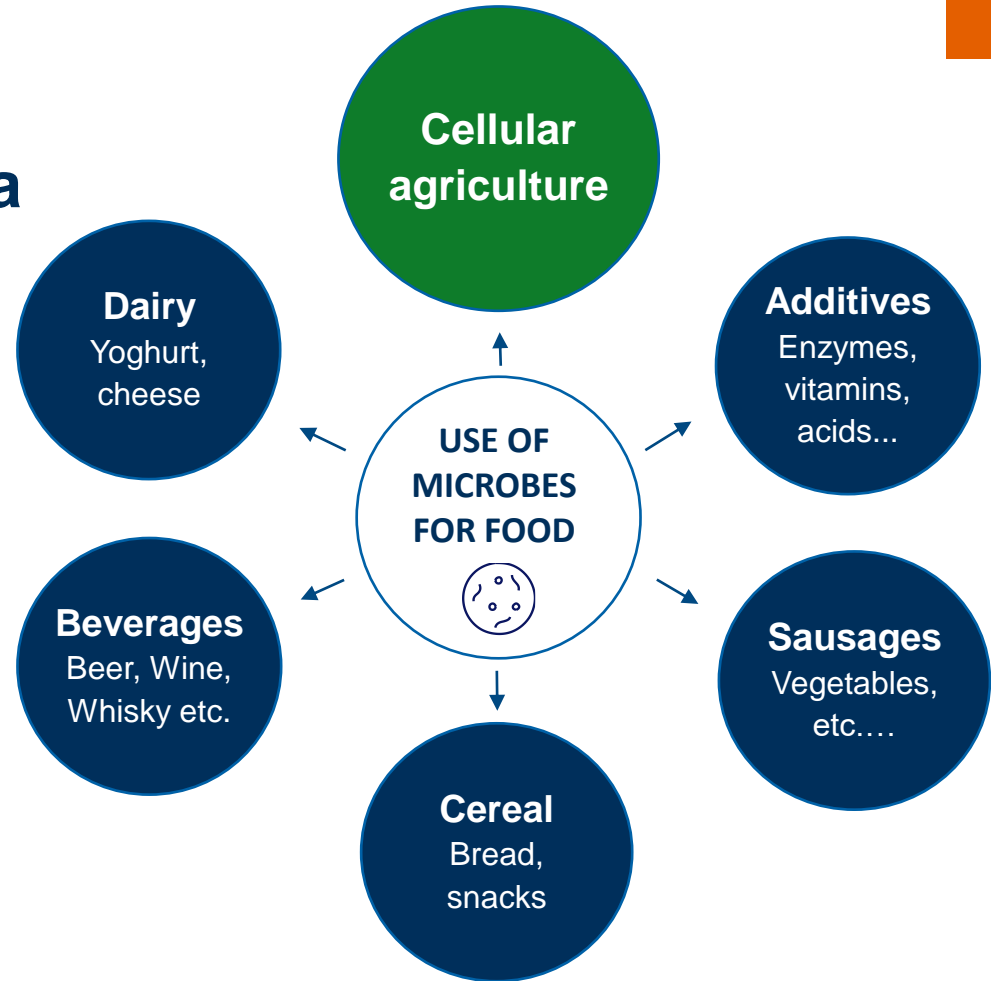 a
Cellular
agriculture
Dairy
Yoghurt,
cheese
Additives
Enzymes,
vitamins,
acids...
USE OF
MICROBES
FOR FOOD
Beverages
Beer, Wine,
Whisky etc.
Sausages
Vegetables,
etc.…
Cereal
Bread,
snacks